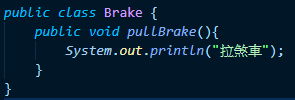 public class Brake {
    public void pullBrake(){
        System.out.println("拉煞車");
    }
}